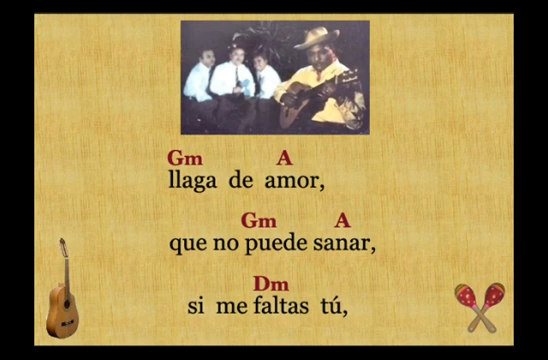 Gm A
llaga de amor,
Gm A
que no puede sanar,
Dm
si me faltas tú,